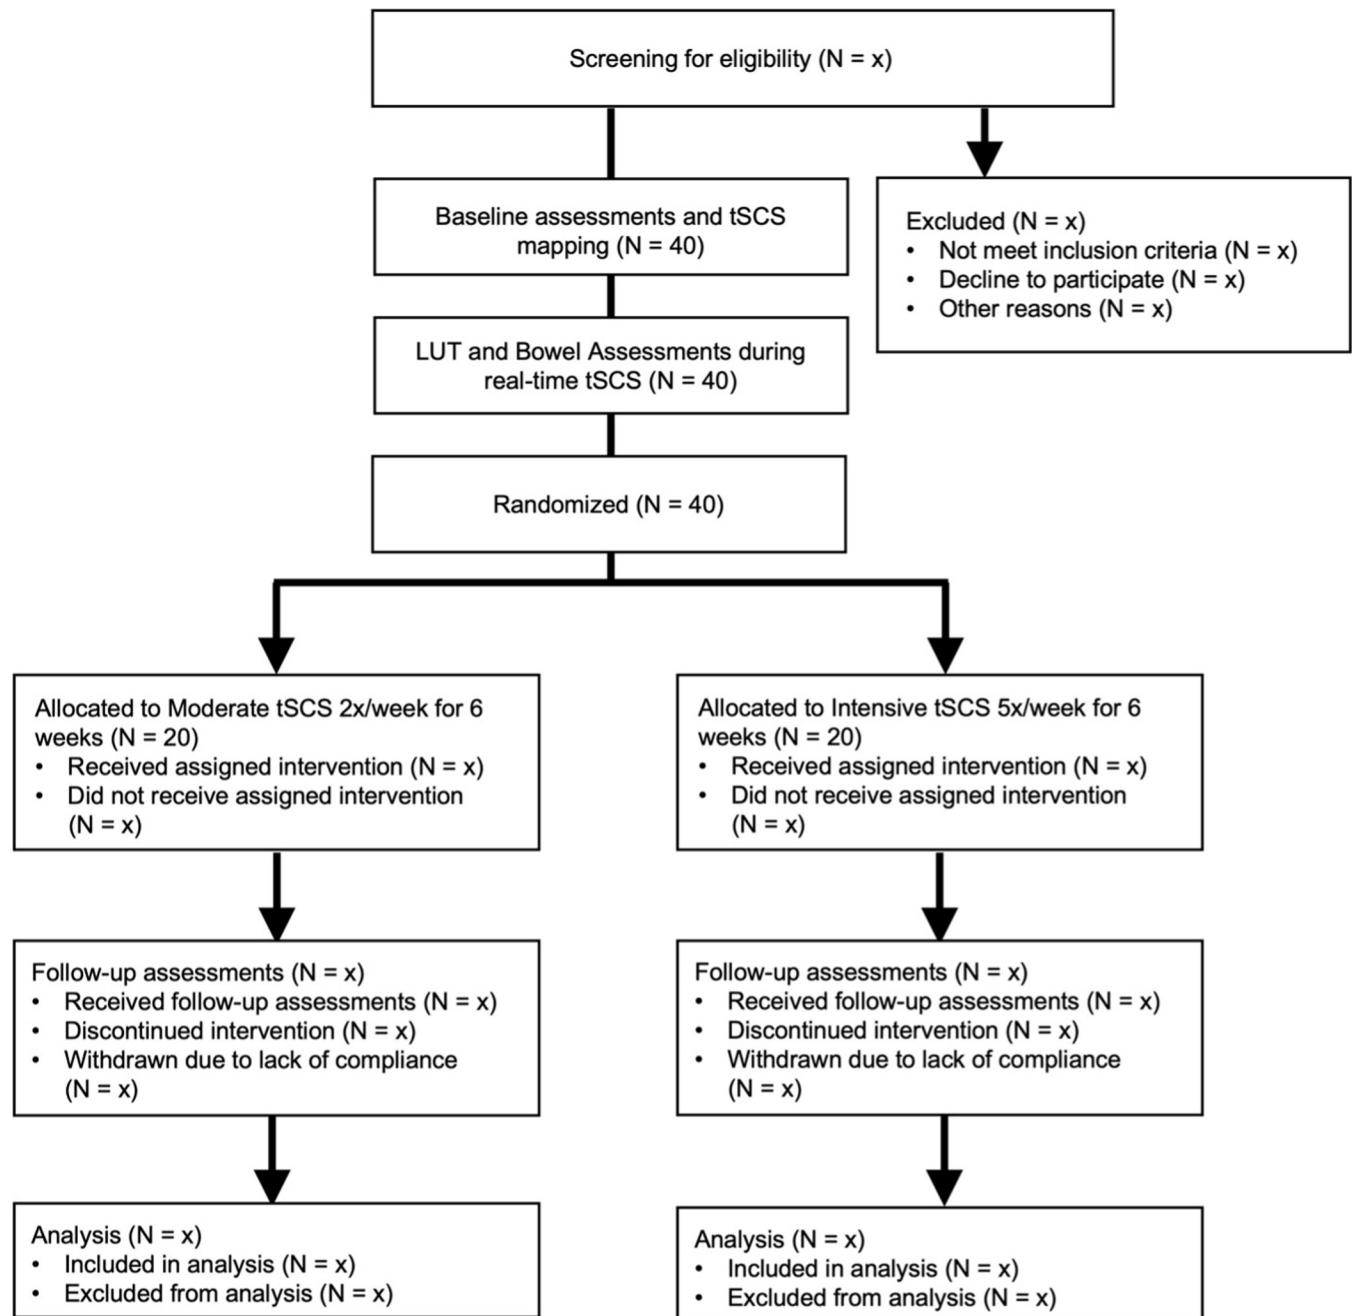 Screening for eligibility (N = x)
Baseline assessments and tSCS
mapping (N = 40)
Excluded (N = x)
• Not meet inclusion criteria (N = x)
• Decline to participate (N = x)
• Other reasons (N = x)
LUT and Bowel Assessments during
real-time tSCS (N = 40)
Randomized (N = 40)
Allocated to Moderate tSCS 2x/week for 6
weeks (N = 20)
• Received assigned intervention (N = x)
• Did not receive assigned intervention
(N = x)
Allocated to Intensive tSCS 5x/week for 6
weeks (N = 20)
• Received assigned intervention (N = x)
• Did not receive assigned intervention
(N = x)
Follow-up assessments (N = x)
• Received follow-up assessments (N = x)
• Discontinued intervention (N = x)
• Withdrawn due to lack of compliance
(N = x)
Follow-up assessments (N = x)
• Received follow-up assessments (N = x)
• Discontinued intervention (N = x)
• Withdrawn due to lack of compliance
(N = x)
Analysis (N = x)
• Included in analysis (N = x)
• Excluded from analysis (N = x)
Analysis (N = x)
• Included in analysis (N = x)
• Excluded from analysis (N = x)